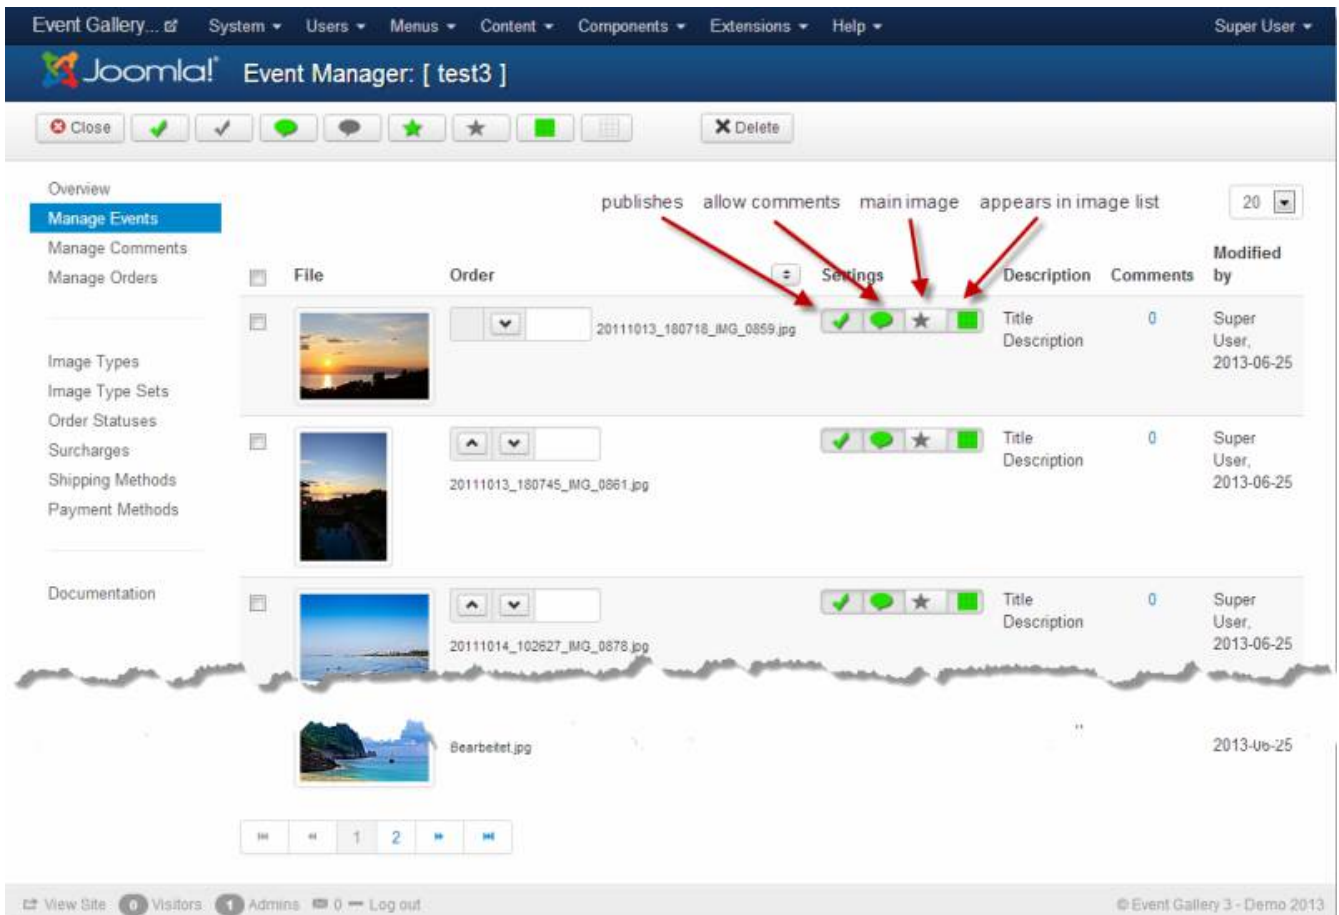 Event Gallery... System Users Menus Content Components Extensions Help Super User
Joomla! Event Manager: [ test3 ]
Close Delete
publishes allow comments main image appears in image list
20
Overview
Manage Events
Manage Comments
Manage Orders
Image Types
Image Type Sets
Order Statuses
Surcharges
Shipping Methods
Payment Methods
Documentation
File Order Settings Description Comments Modified
by
20111013_180718_IMG_0859.jpg
Title
Description
0
Super
User,
2013-06-25
20111013_180745_IMG_0861.jpg
Title
Description
0
Super
User,
2013-06-25
20111014_102627_IMG_0878.jpg
Title
Description
0
Super
User,
2013-06-25
Bearbeitet.jpg
2013-06-25
1 2
View Site 0 Visitors 1 Admins 0 Log out © Event Gallery 3 - Demo 2013